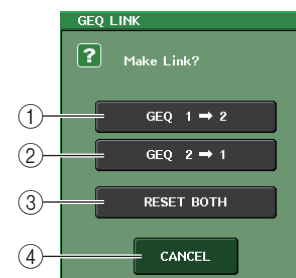 GEQ LINK
? Make Link?
① GEQ 1 ➡ 2
② GEQ 2 ➡ 1
③ RESET BOTH
④ CANCEL